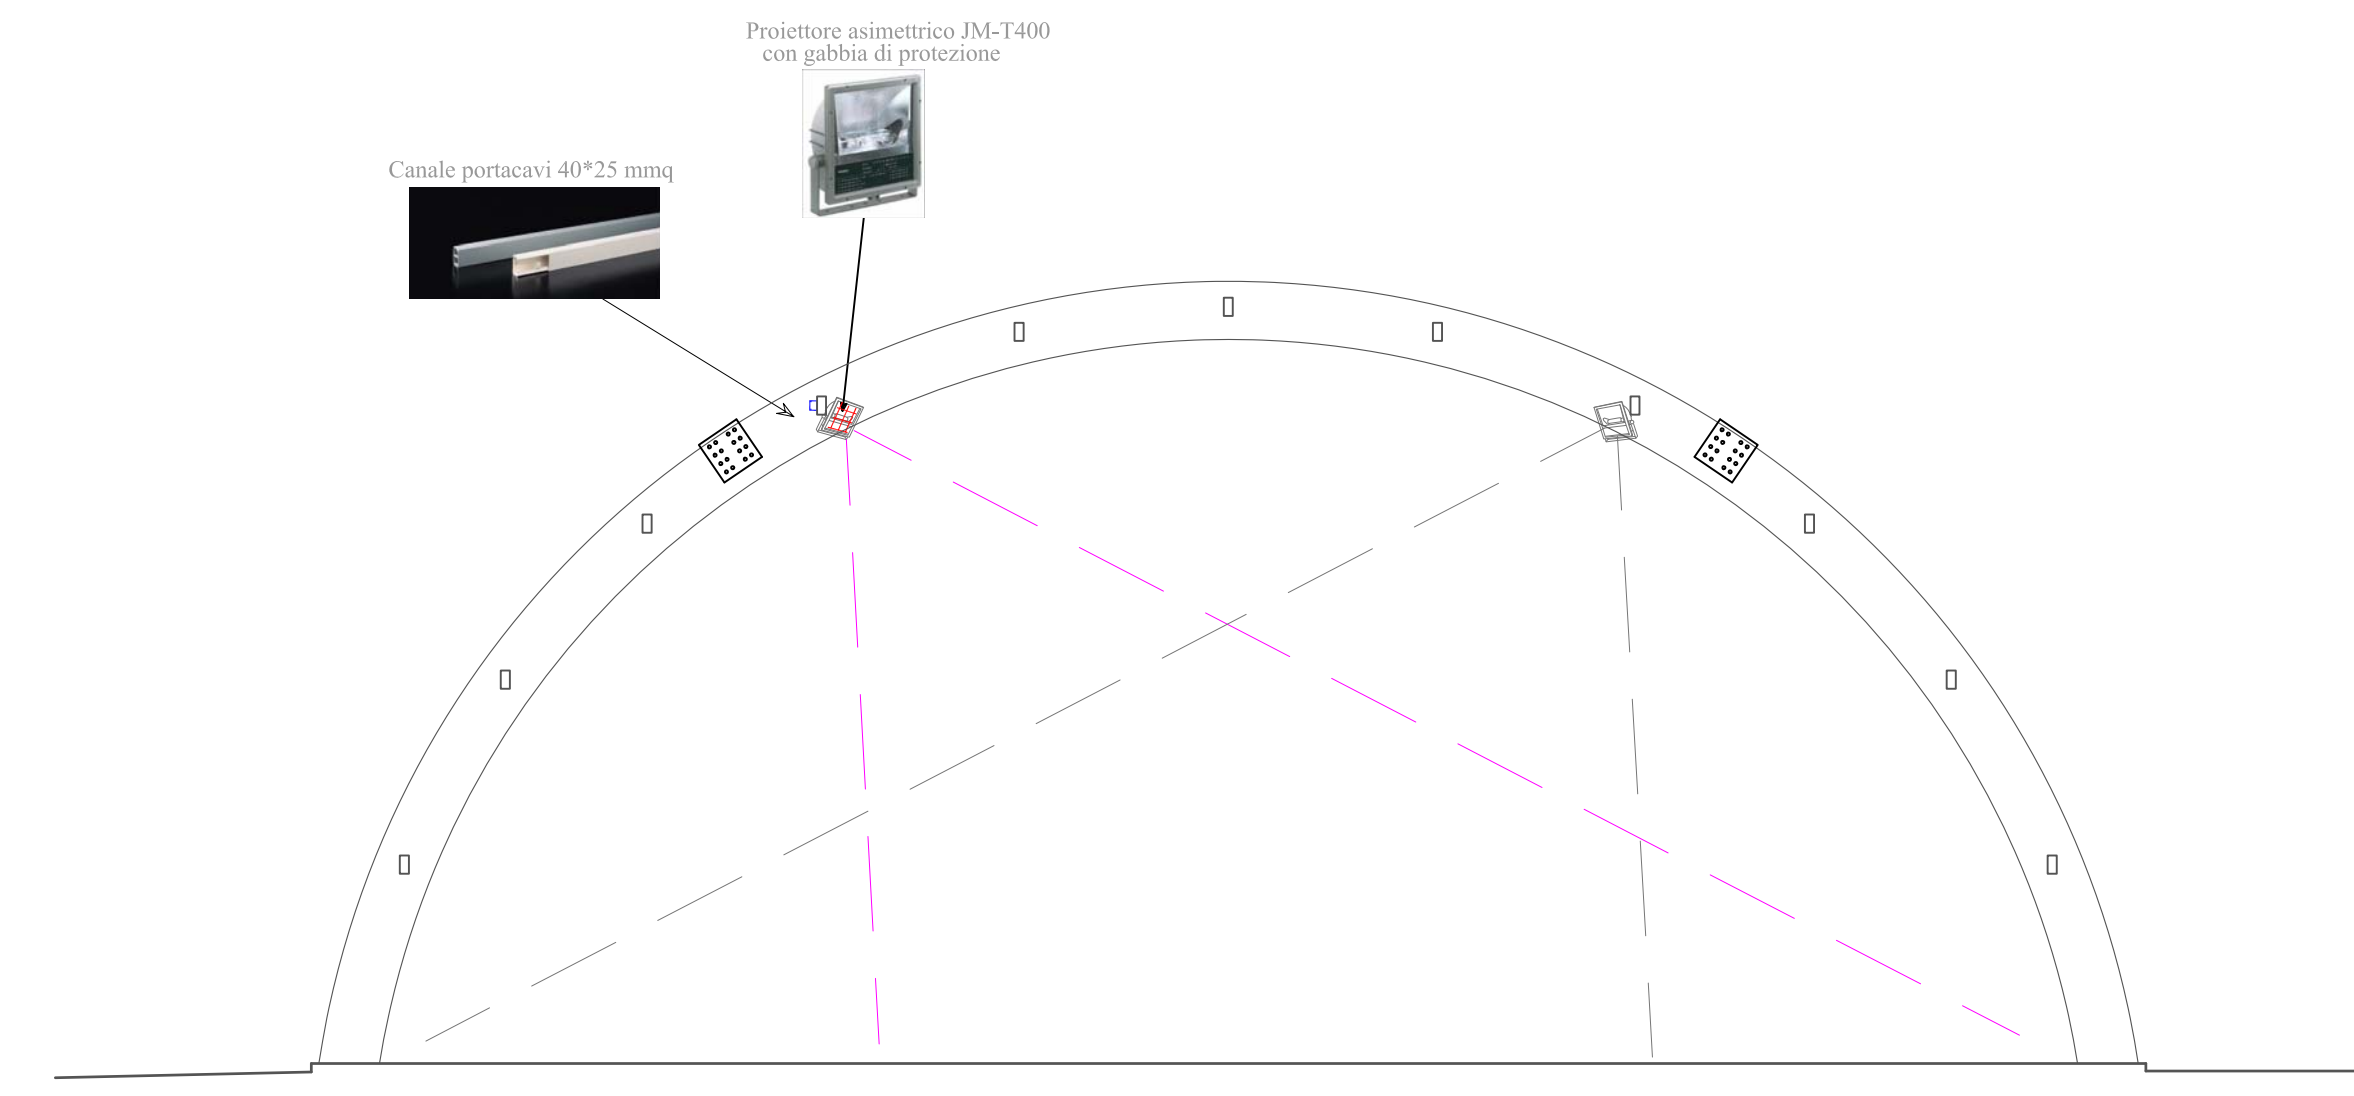 Proiettore asimettrico JM-T400
con gabbia di protezione
Canale portacavi 40*25 mmq